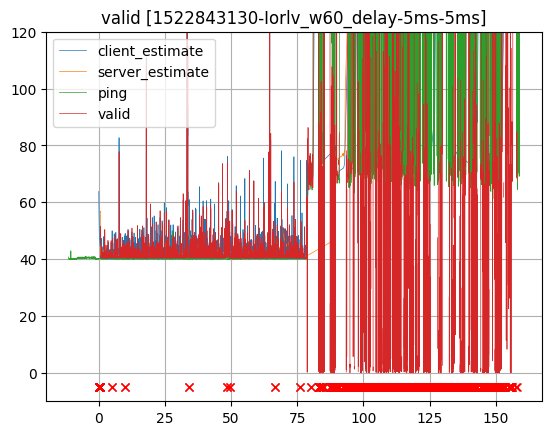 valid [1522843130-Iorlv_w60_delay-5ms-5ms]
client_estimate
server_estimate
ping
valid
120
100
80
60
40
20
0
0 25 50 75 100 125 150